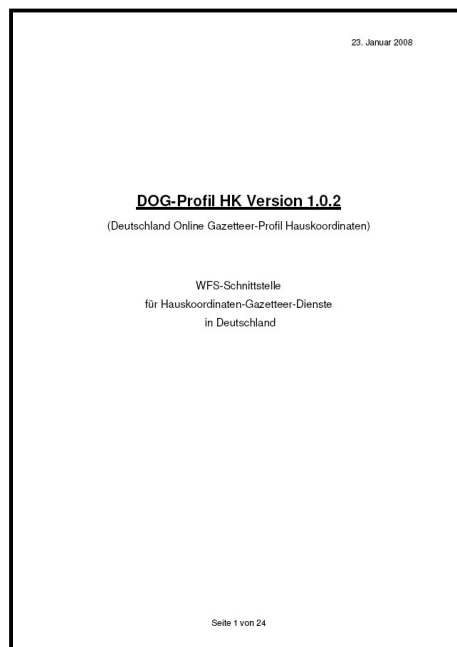 23. Januar 2008
DOG-Profil HK Version 1.0.2
(Deutschland Online Gazetteer-Profil Hauskoordinaten)
WFS-Schnittstelle
für Hauskoordinaten-Gazetteer-Dienste
in Deutschland
Seite 1 von 24